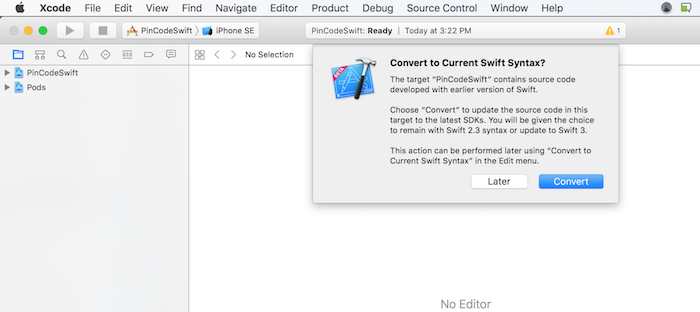 Xcode File Edit View Find Navigate Editor Product Debug Source Control Window Help
PinCodeSwift iPhone SE
PinCodeSwift: Ready | Today at 3:22 PM
1
No Selection
PinCodeSwift
Pods
Convert to Current Swift Syntax?
The target “PinCodeSwift” contains source code
developed with earlier version of Swift.
Choose “Convert” to update the source code in this
target to the latest SDKs. You will be given the choice
to remain with Swift 2.3 syntax or update to Swift 3.
This action can be performed later using “Convert to
Current Swift Syntax” in the Edit menu.
Later
Convert
No Editor